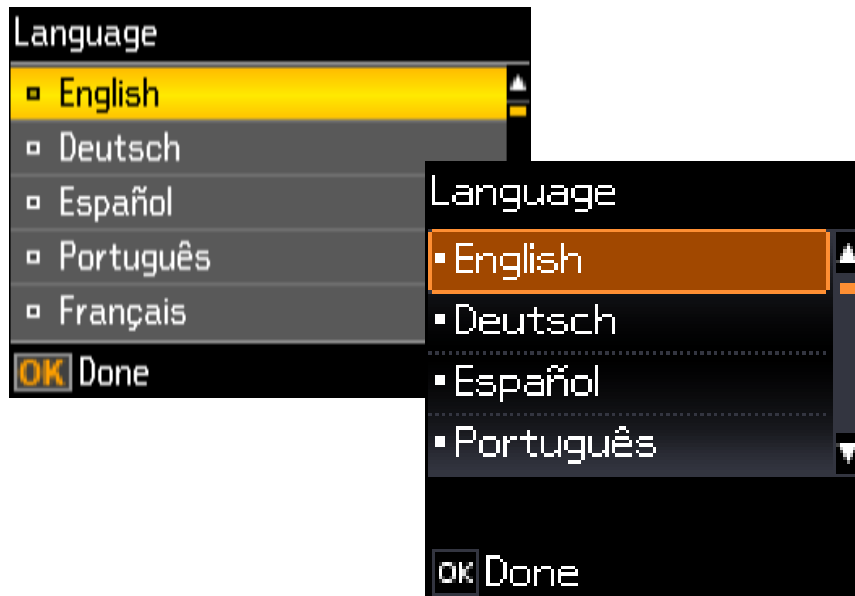 Language
English
Deutsch
Español
Português
Français
OK Done
Language
English
Deutsch
Español
Português
OK Done